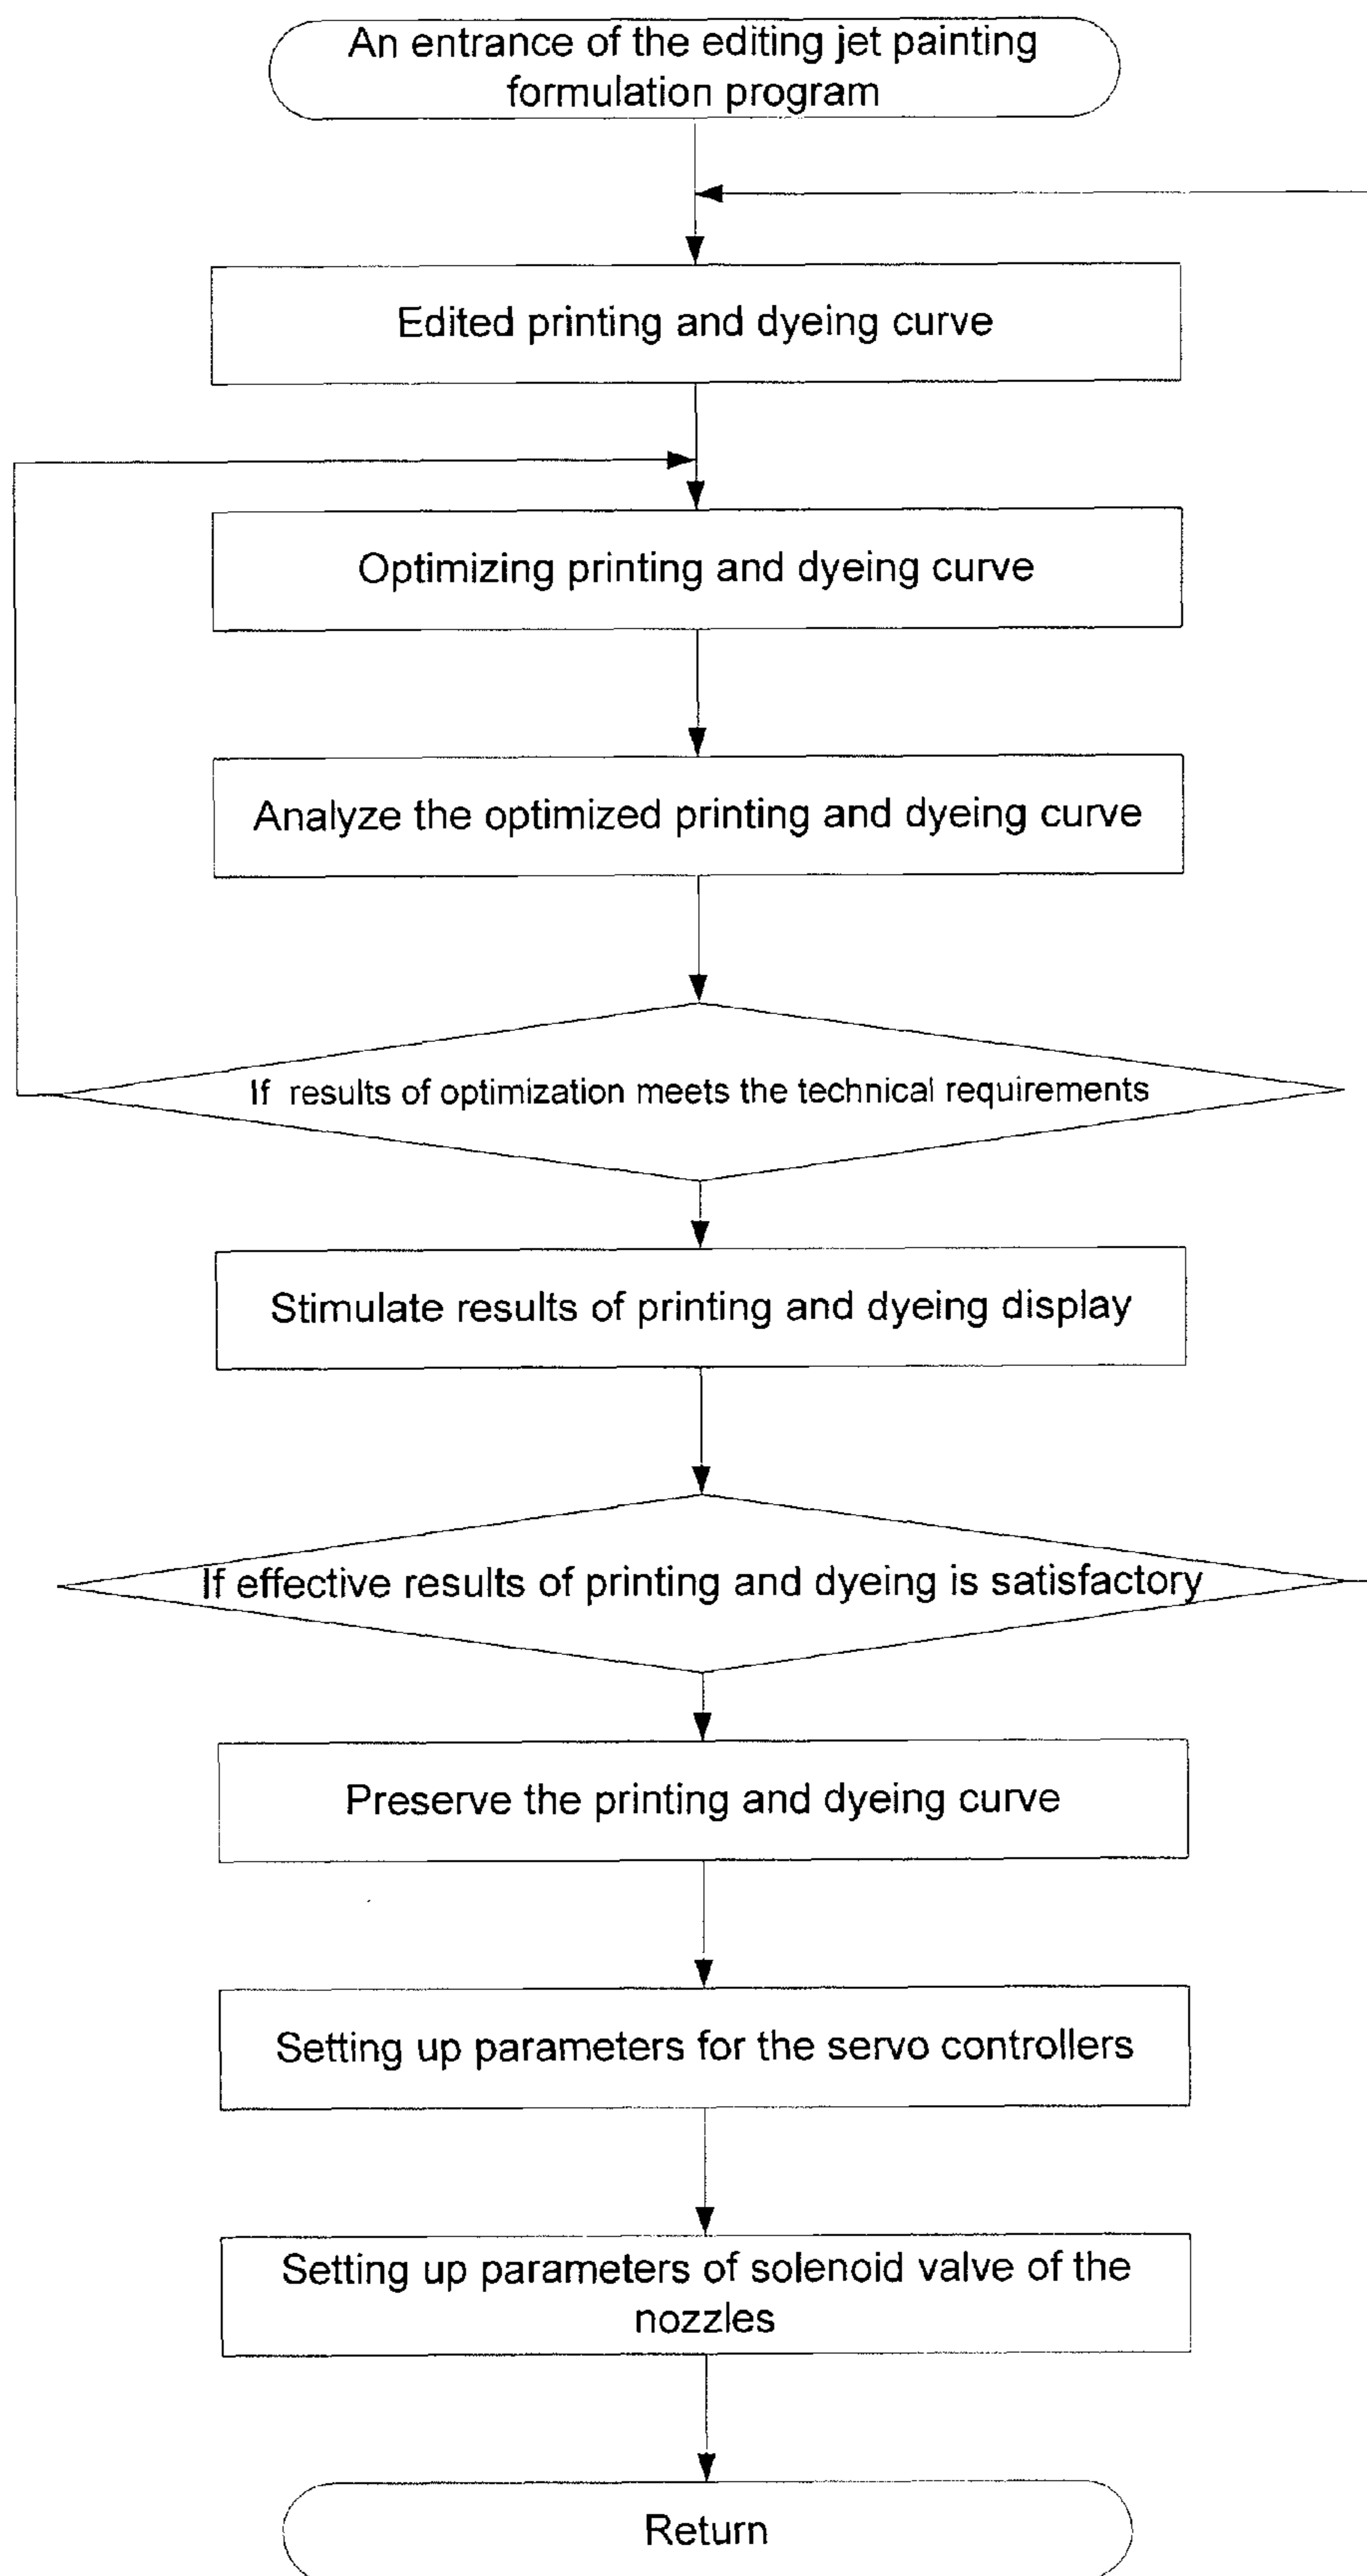 An entrance of the editing jet painting
formulation program
Edited printing and dyeing curve
Optimizing printing and dyeing curve
Analyze the optimized printing and dyeing curve
If results of optimization meets the technical requirements
Stimulate results of printing and dyeing display
If effective results of printing and dyeing is satisfactory
Preserve the printing and dyeing curve
Setting up parameters for the servo controllers
Setting up parameters of solenoid valve of the
nozzles
Return